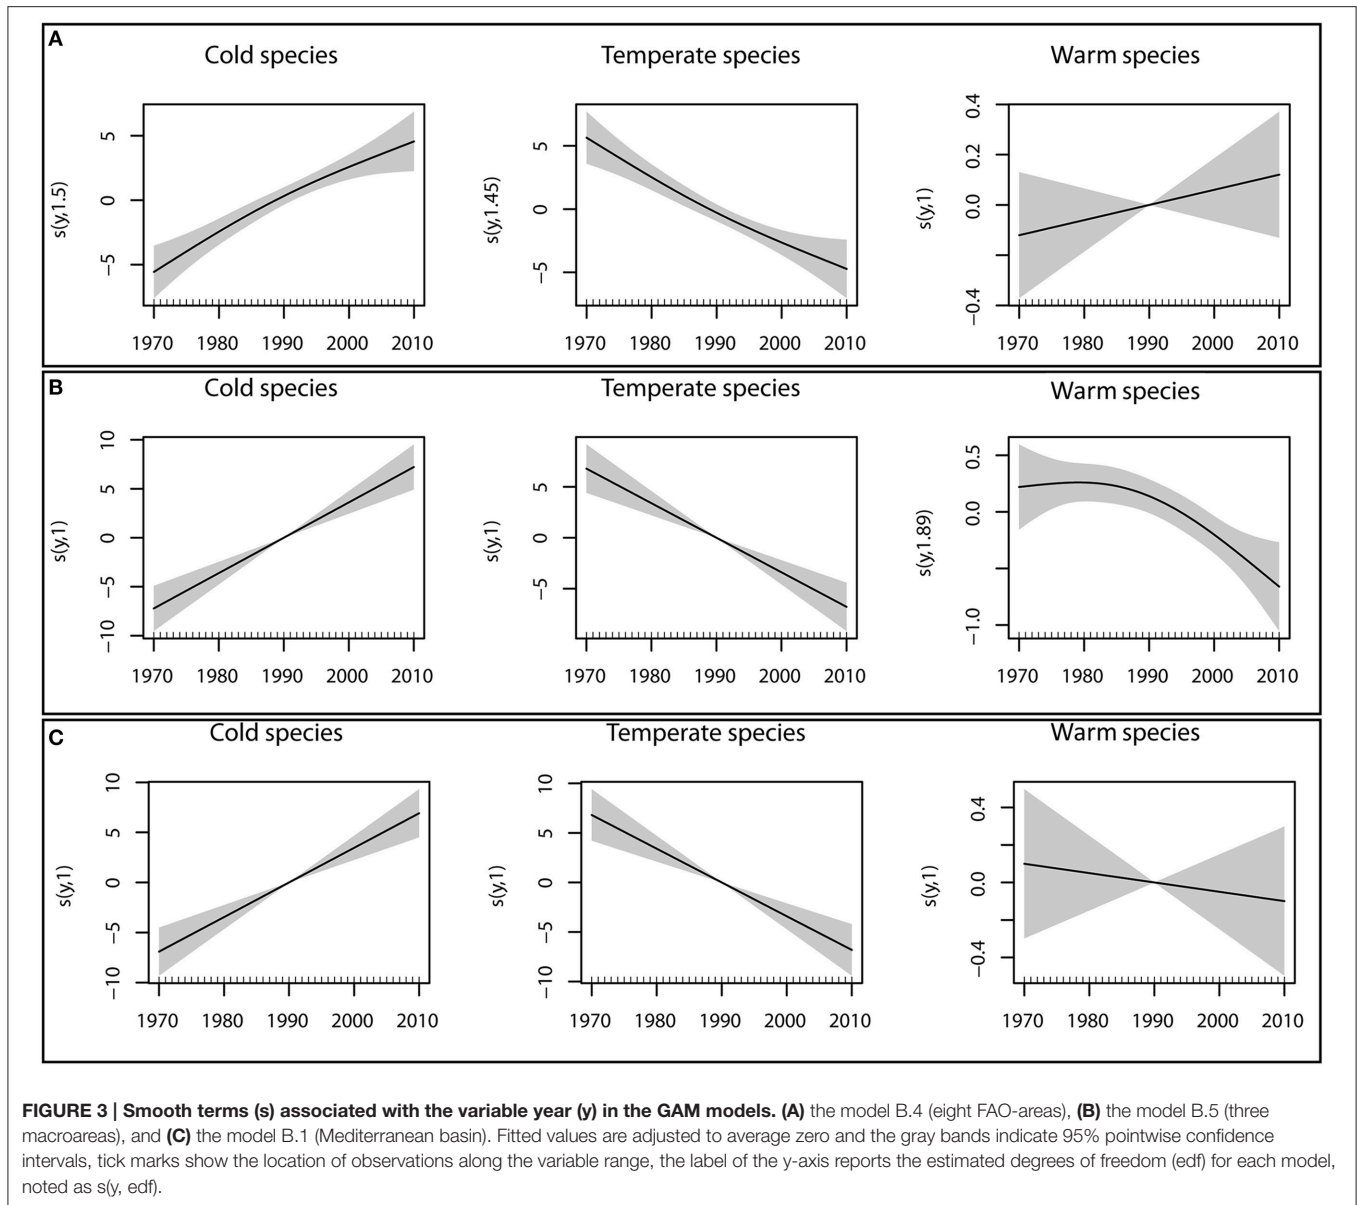 A
Cold species Temperate species Warm species
s(y,1.5) 5 0 −5
s(y,1.45) 5 0 −5
s(y,1) 0.4 0.2 0.0 −0.4
1970 1980 1990 2000 2010 1970 1980 1990 2000 2010 1970 1980 1990 2000 2010
B
Cold species Temperate species Warm species
s(y,1) 10 5 0 −5 −10
s(y,1) 5 0 −5
s(y,1.89) 0.5 0.0 −1.0
1970 1980 1990 2000 2010 1970 1980 1990 2000 2010 1970 1980 1990 2000 2010
C
Cold species Temperate species Warm species
s(y,1) 10 5 0 −5 −10
s(y,1) 10 5 0 −5 −10
s(y,1) 0.4 0.0 −0.4
1970 1980 1990 2000 2010 1970 1980 1990 2000 2010 1970 1980 1990 2000 2010
FIGURE 3 | Smooth terms (s) associated with the variable year (y) in the GAM models. (A) the model B.4 (eight FAO-areas), (B) the model B.5 (three
macroareas), and (C) the model B.1 (Mediterranean basin). Fitted values are adjusted to average zero and the gray bands indicate 95% pointwise confidence
intervals, tick marks show the location of observations along the variable range, the label of the y-axis reports the estimated degrees of freedom (edf) for each model,
noted as s(y, edf).